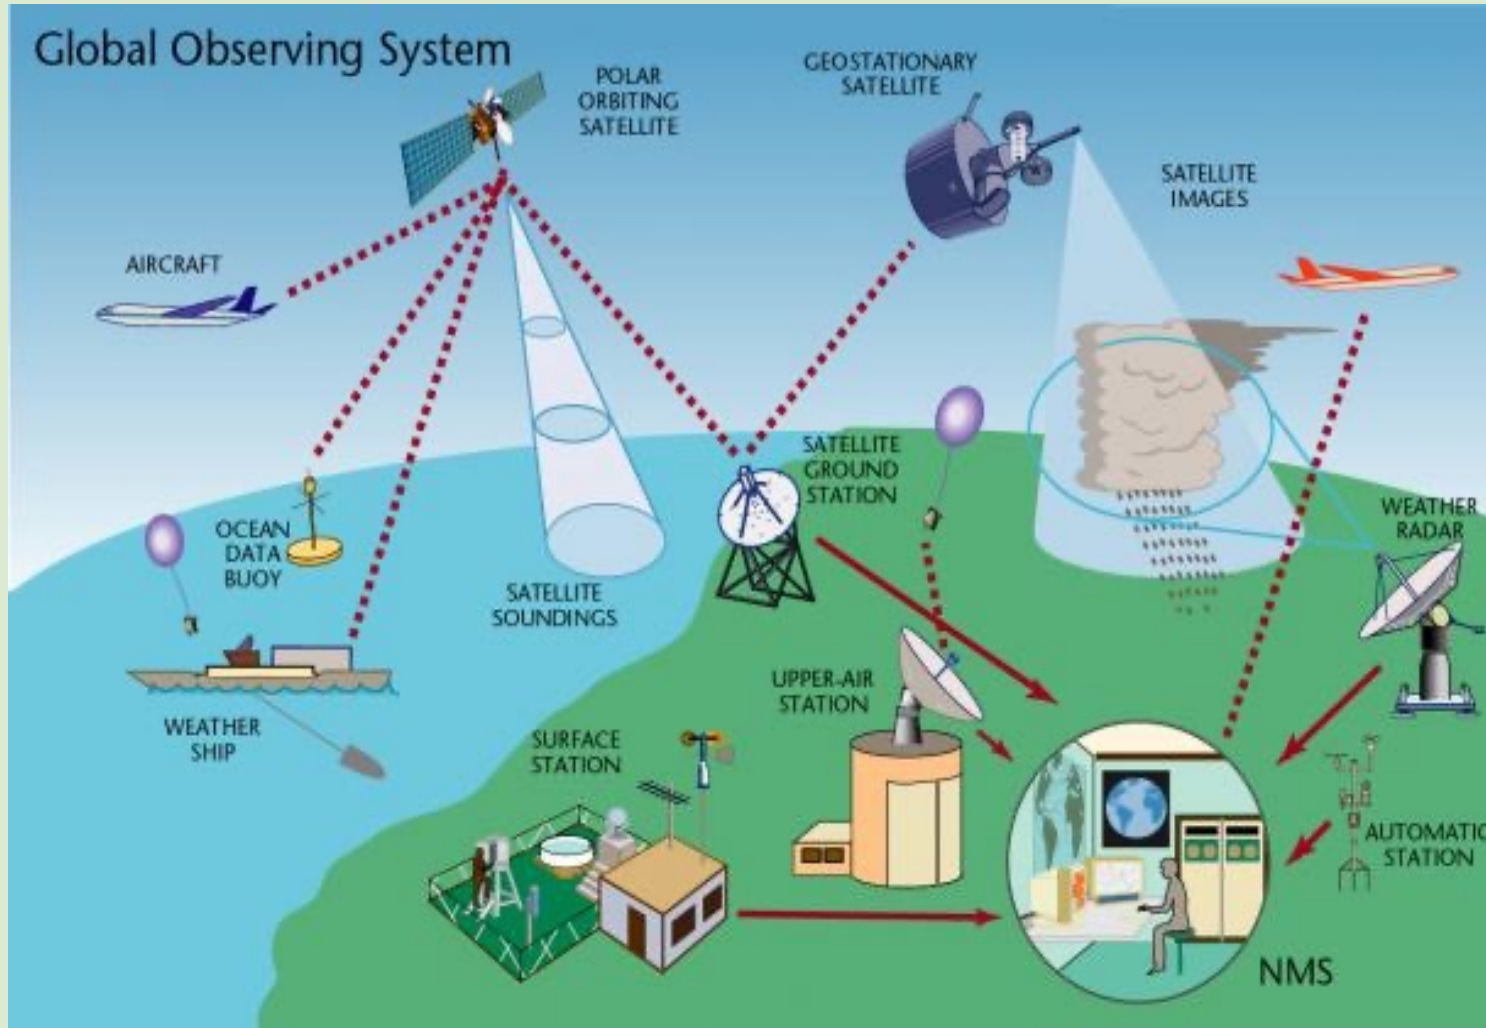 Global Observing System
POLAR
ORBITING
SATELLITE
GEOSTATIONARY
SATELLITE
SATELLITE
IMAGES
AIRCRAFT
SATELLITE
GROUND
STATION
WEATHER
RADAR
OCEAN
DATA
BUOY
SATELLITE
SOUNDINGS
UPPER-AIR
STATION
WEATHER
SHIP
SURFACE
STATION
AUTOMATIC
STATION
NMS